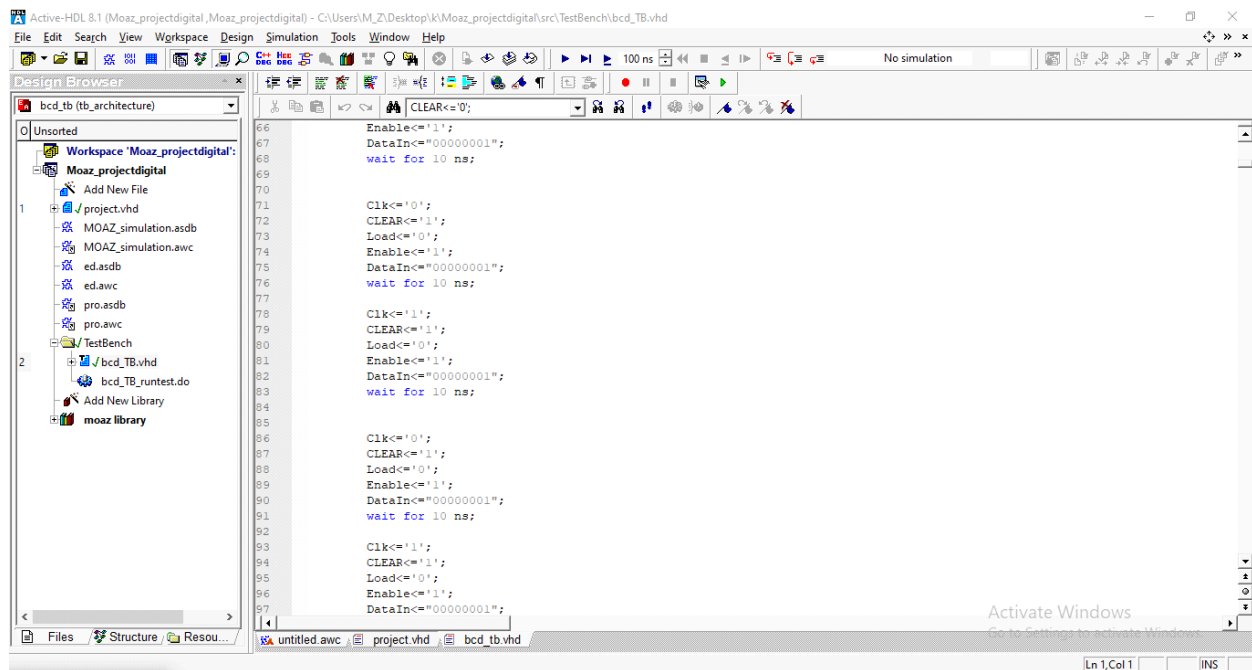 Active-HDL 8.1 (Moaz_projectdigital ,Moaz_projectdigital) - C:\Users\M_Z\Desktop\k\Moaz_projectdigital\src\TestBench\bcd_TB.vhd
File Edit Search View Workspace Design Simulation Tools Window Help
100 ns
No simulation
Design Browser
bcd_tb (tb_architecture)
CLEAR<='0';
O Unsorted
Workspace 'Moaz_projectdigital':
Moaz_projectdigital
Add New File
1 project.vhd
MOAZ_simulation.asdb
MOAZ_simulation.awc
ed.asdb
ed.awc
pro.asdb
pro.awc
TestBench
2 bcd_TB.vhd
bcd_TB_runtest.do
Add New Library
moaz library
Files Structure Resou...
66 Enable<='1';
67 DataIn<="00000001";
68 wait for 10 ns;
69
70
71 Clk<='0';
72 CLEAR<='1';
73 Load<='0';
74 Enable<='1';
75 DataIn<="00000001";
76 wait for 10 ns;
77
78 Clk<='1';
79 CLEAR<='1';
80 Load<='0';
81 Enable<='1';
82 DataIn<="00000001";
83 wait for 10 ns;
84
85
86 Clk<='0';
87 CLEAR<='1';
88 Load<='0';
89 Enable<='1';
90 DataIn<="00000001";
91 wait for 10 ns;
92
93 Clk<='1';
94 CLEAR<='1';
95 Load<='0';
96 Enable<='1';
97 DataIn<="00000001";
Activate Windows
Go to Settings to activate Windows.
untitled.awc project.vhd bcd_tb.vhd
Ln 1,Col 1 INS